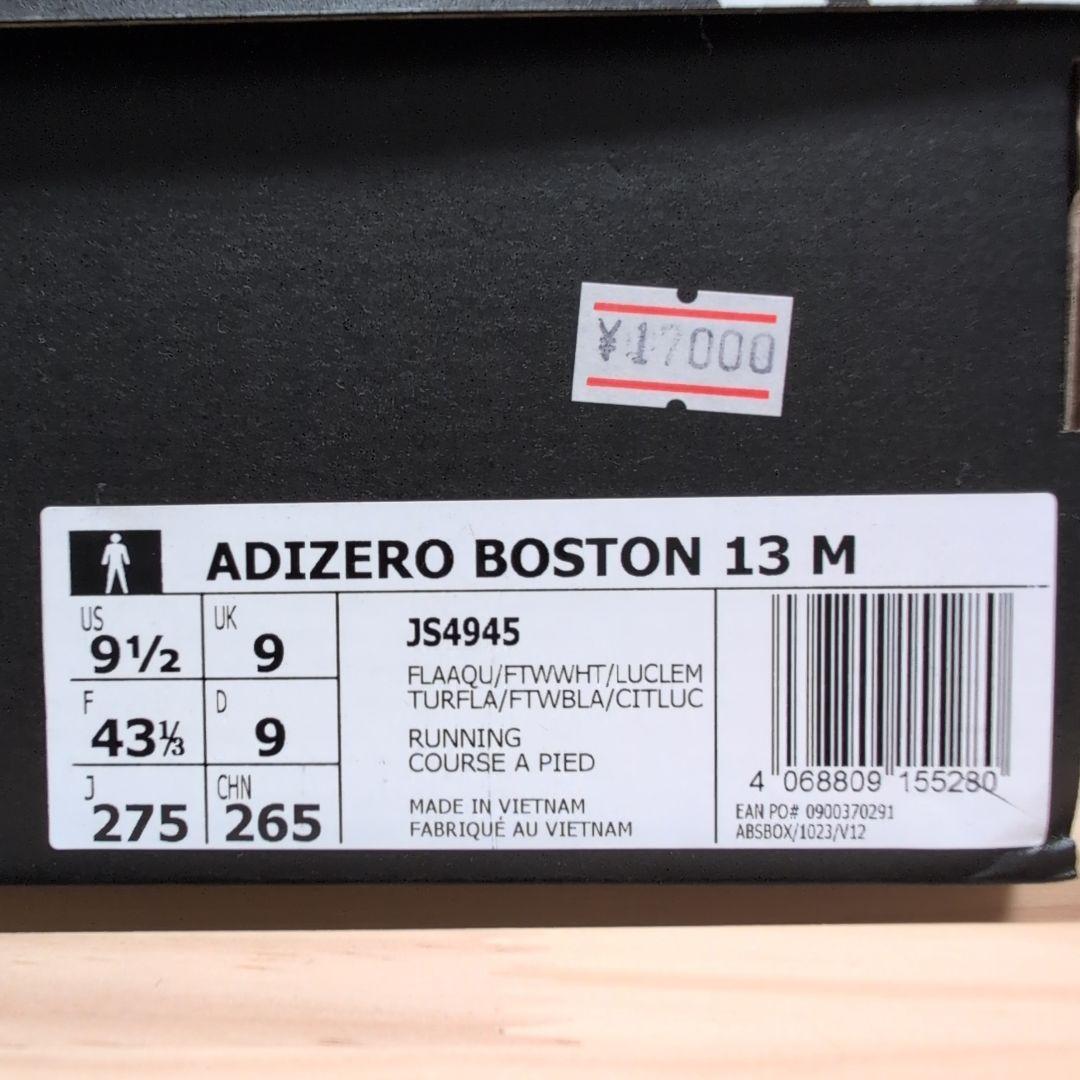 ¥17000
ADIZERO BOSTON 13 M
US
9½
UK
9
F
43⅓
D
9
J
275
CHN
265
JS4945
FLAAQU/FTWWHT/LUCLEM
TURFLA/FTWBLA/CITLUC
RUNNING
COURSE A PIED
MADE IN VIETNAM
FABRIQUÉ AU VIETNAM
4 068809 155280
EAN PO# 0900370291
ABSBOX/1023/V12